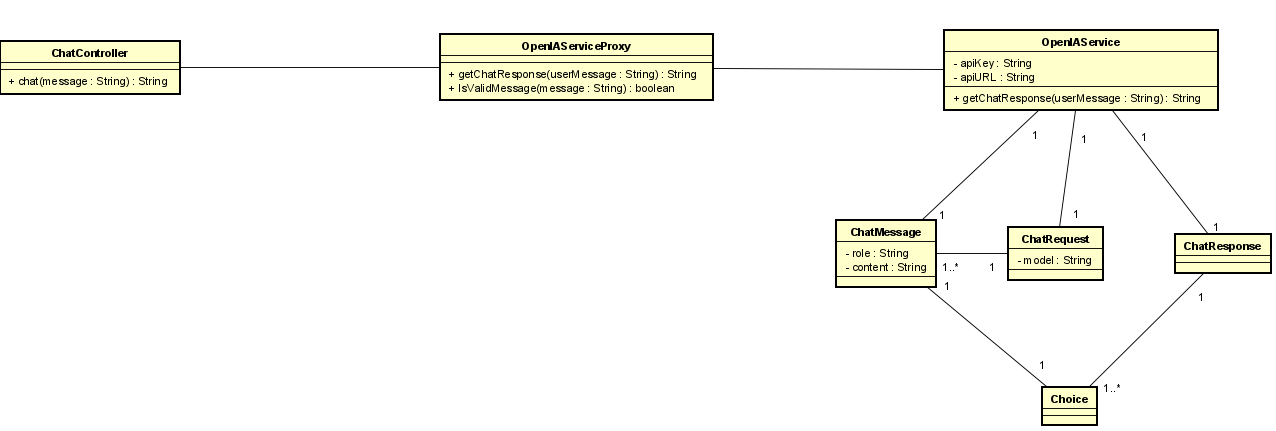 ChatController
+ chat(message : String) : String
OpenIAServiceProxy
+ getChatResponse(userMessage : String) : String
+ IsValidMessage(message : String) : boolean
OpenIAService
- apiKey : String
- apiURL : String
+ getChatResponse(userMessage : String) : String
1
1
1
1
1
1
ChatMessage
- role : String
- content : String
ChatRequest
- model : String
ChatResponse
1..*
1
1
1
1
1..*
Choice